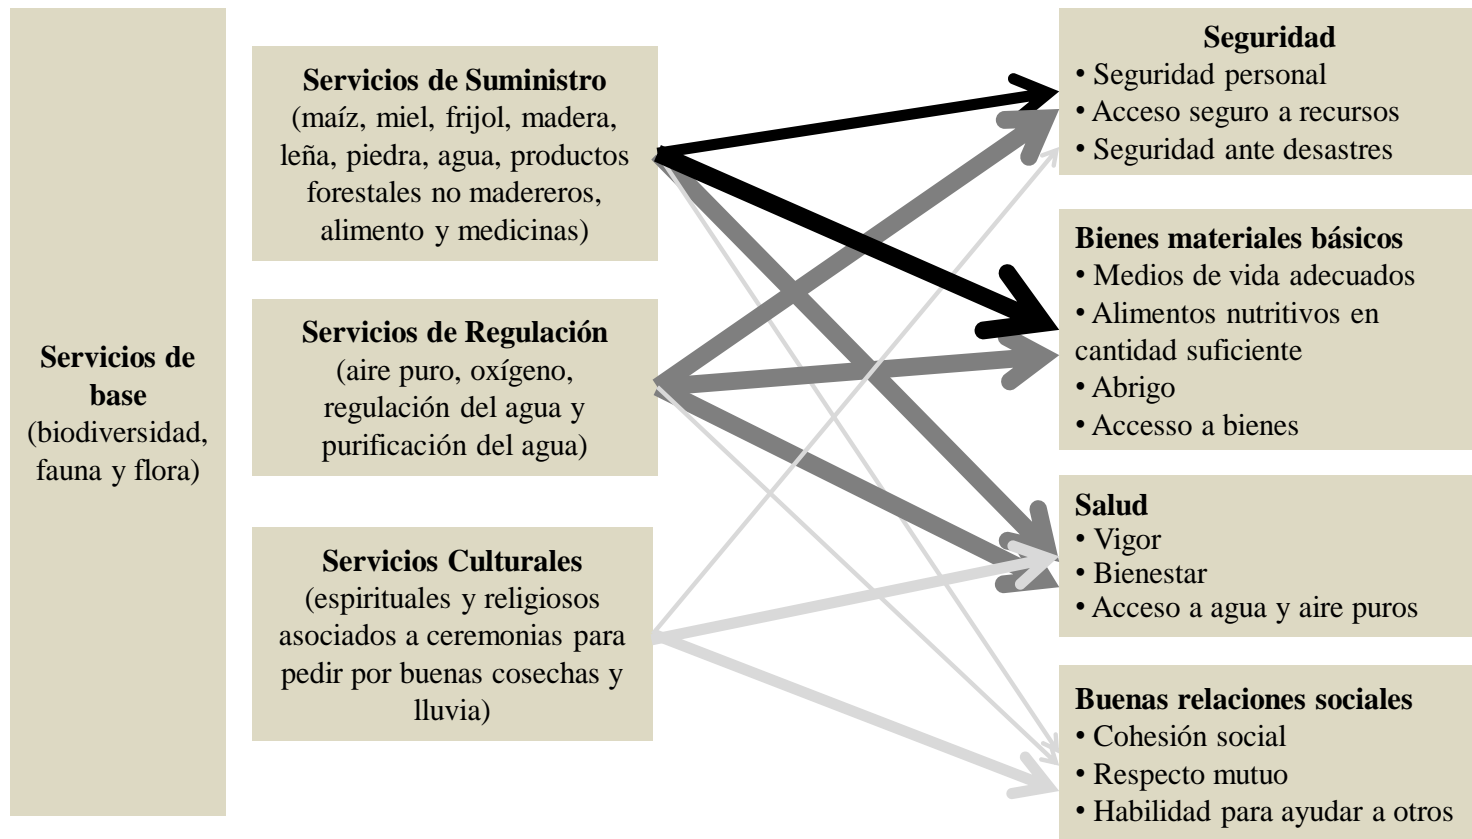 Servicios de
base
(biodiversidad,
fauna y flora)
Servicios de Suministro
(maíz, miel, frijol, madera,
leña, piedra, agua, productos
forestales no madereros,
alimento y medicinas)
Servicios de Regulación
(aire puro, oxígeno,
regulación del agua y
purificación del agua)
Servicios Culturales
(espirituales y religiosos
asociados a ceremonias para
pedir por buenas cosechas y
lluvia)
Seguridad
• Seguridad personal
• Acceso seguro a recursos
• Seguridad ante desastres
Bienes materiales básicos
• Medios de vida adecuados
• Alimentos nutritivos en
cantidad suficiente
• Abrigo
• Accesso a bienes
Salud
• Vigor
• Bienestar
• Acceso a agua y aire puros
Buenas relaciones sociales
• Cohesión social
• Respecto mutuo
• Habilidad para ayudar a otros